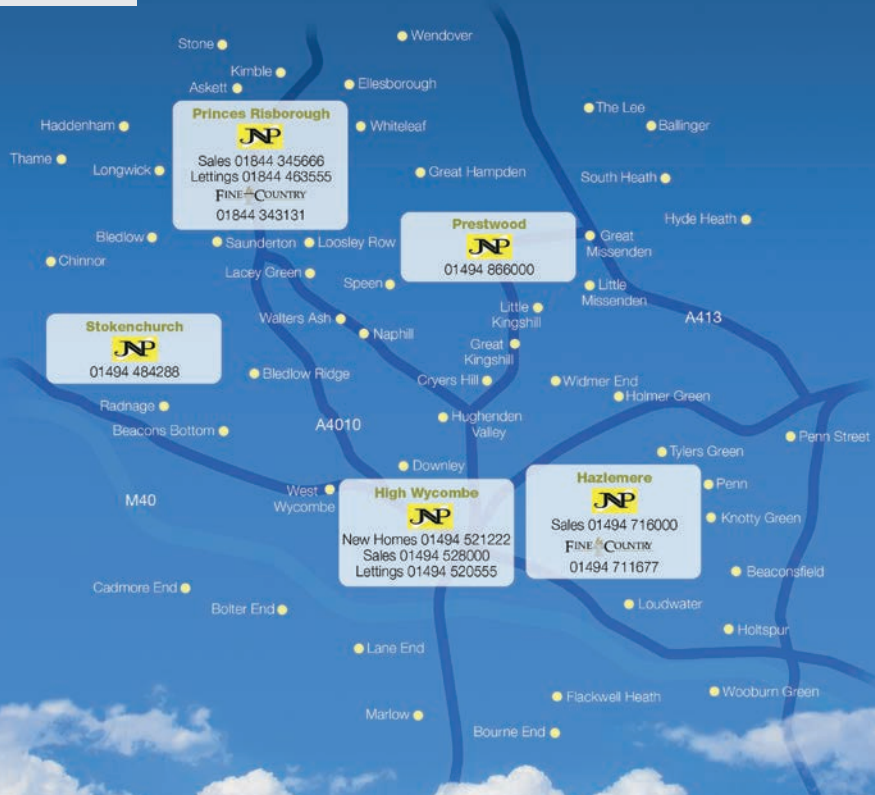 Stone
Wendover
Kimble
Askett
Ellesborough
Princes Risborough
JNP
Sales 01844 345666
Lettings 01844 463555
FINE & COUNTRY
01844 343131
The Lee
Haddenham
Whiteleaf
Ballinger
Thame
Longwick
Great Hampden
South Heath
Hyde Heath
Prestwood
JNP
01494 866000
Bledlow
Saunderton
Loosley Row
Great
Missenden
Chinnor
Lacey Green
Speen
Little
Missenden
Little
Kingshill
Walters Ash
A413
Stokenchurch
JNP
01494 484288
Naphill
Great
Kingshill
Bledlow Ridge
Cryers Hill
Widmer End
Holmer Green
Radnage
Hughenden
Valley
A4010
Beacons Bottom
Penn Street
Tylers Green
Downley
West
Wycombe
High Wycombe
JNP
New Homes 01494 521222
Sales 01494 528000
Lettings 01494 520555
Hazlemere
JNP
Sales 01494 716000
FINE & COUNTRY
01494 711677
Penn
M40
Knotty Green
Beaconsfield
Cadmore End
Bolter End
Loudwater
Holtspur
Lane End
Flackwell Heath
Wooburn Green
Marlow
Bourne End